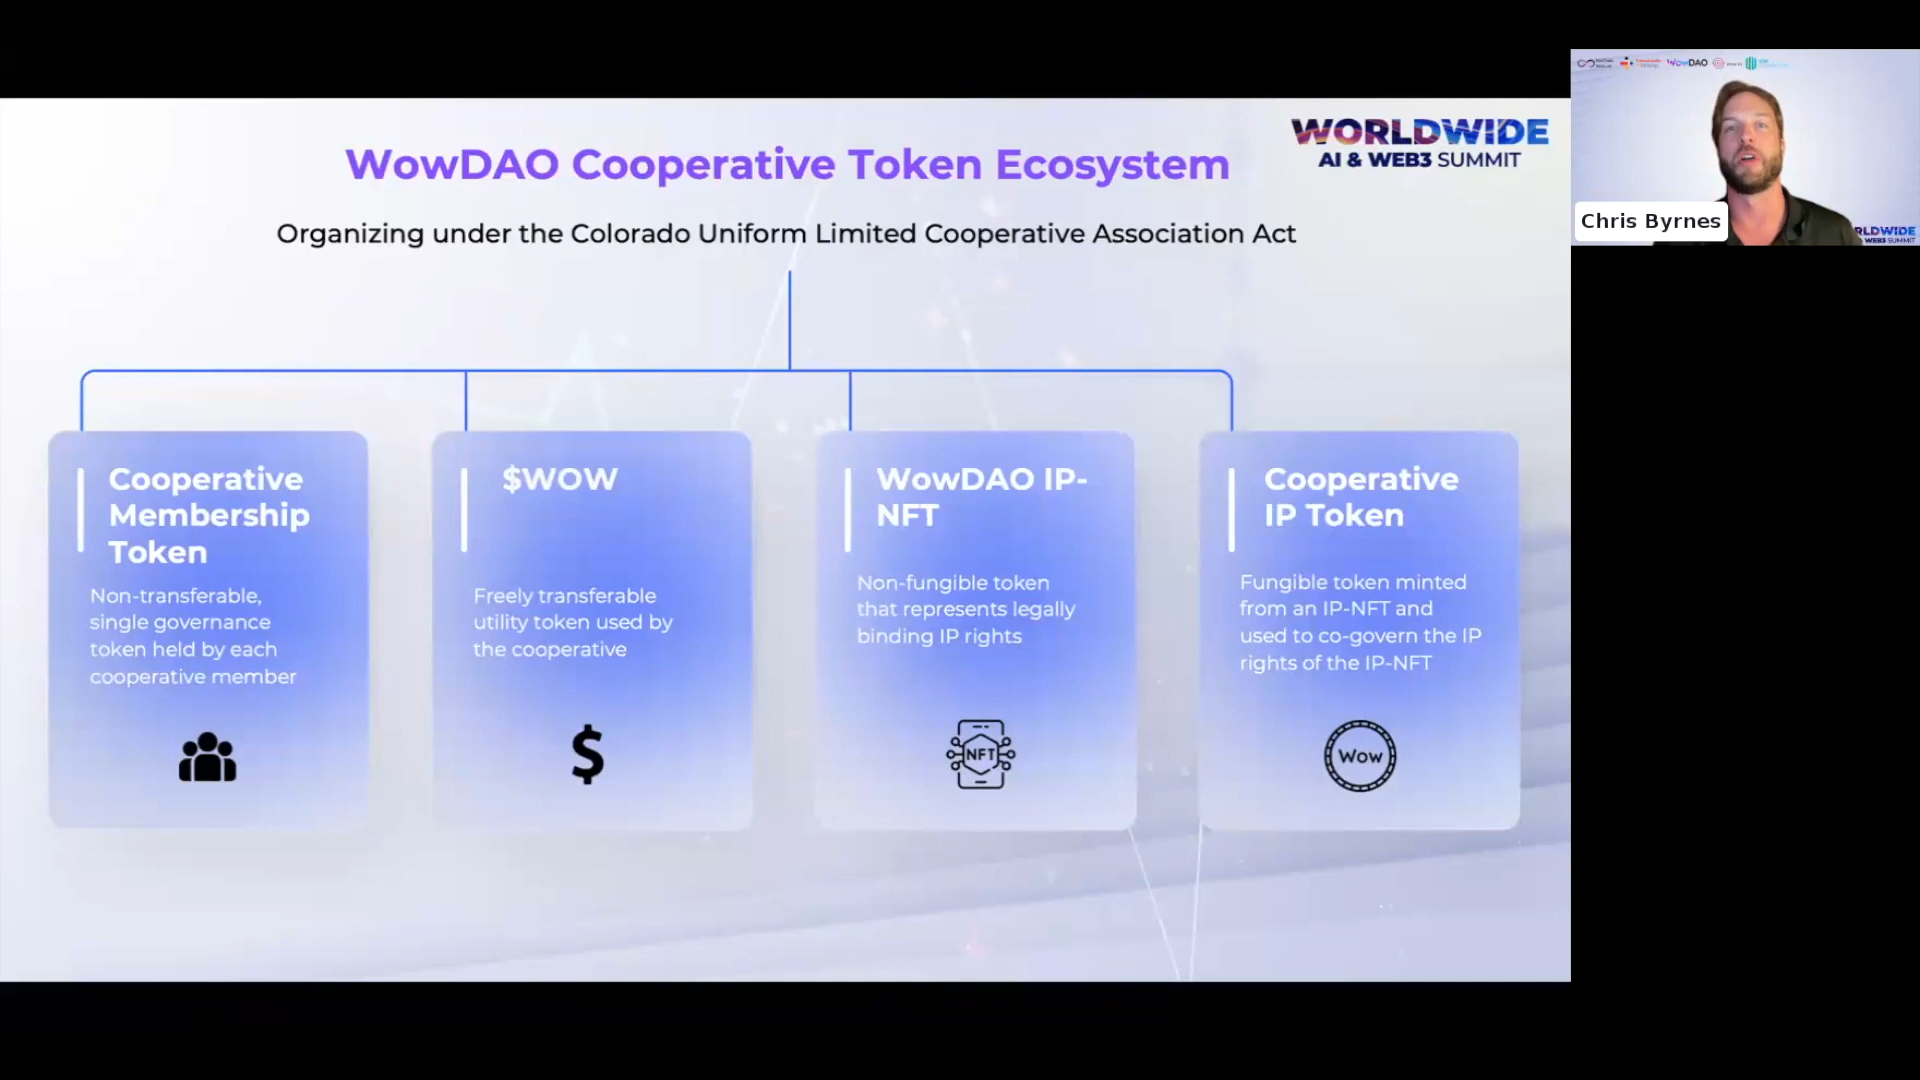 WORLDWIDE
AI & WEB3 SUMMIT
WowDAO Cooperative Token Ecosystem
Organizing under the Colorado Uniform Limited Cooperative Association Act
Cooperative
Membership
Token
Non-transferable,
single governance
token held by each
cooperative member
$WOW
Freely transferable
utility token used by
the cooperative
$
WowDAO IP-
NFT
Non-fungible token
that represents legally
binding IP rights
NFT
Cooperative
IP Token
Fungible token minted
from an IP-NFT and
used to co-govern the IP
rights of the IP-NFT
Wow
WowDAO
Chris Byrnes
RLDWIDE
WEB3 SUMMIT